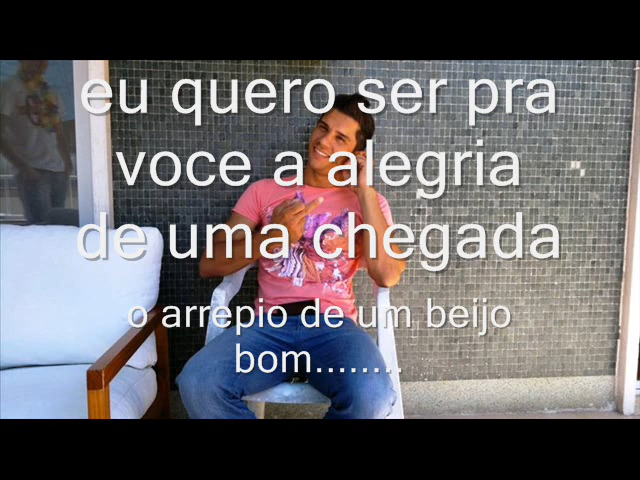 eu quero ser pra
voce a alegria
de uma chegada
o arrepio de um beijo
bom........